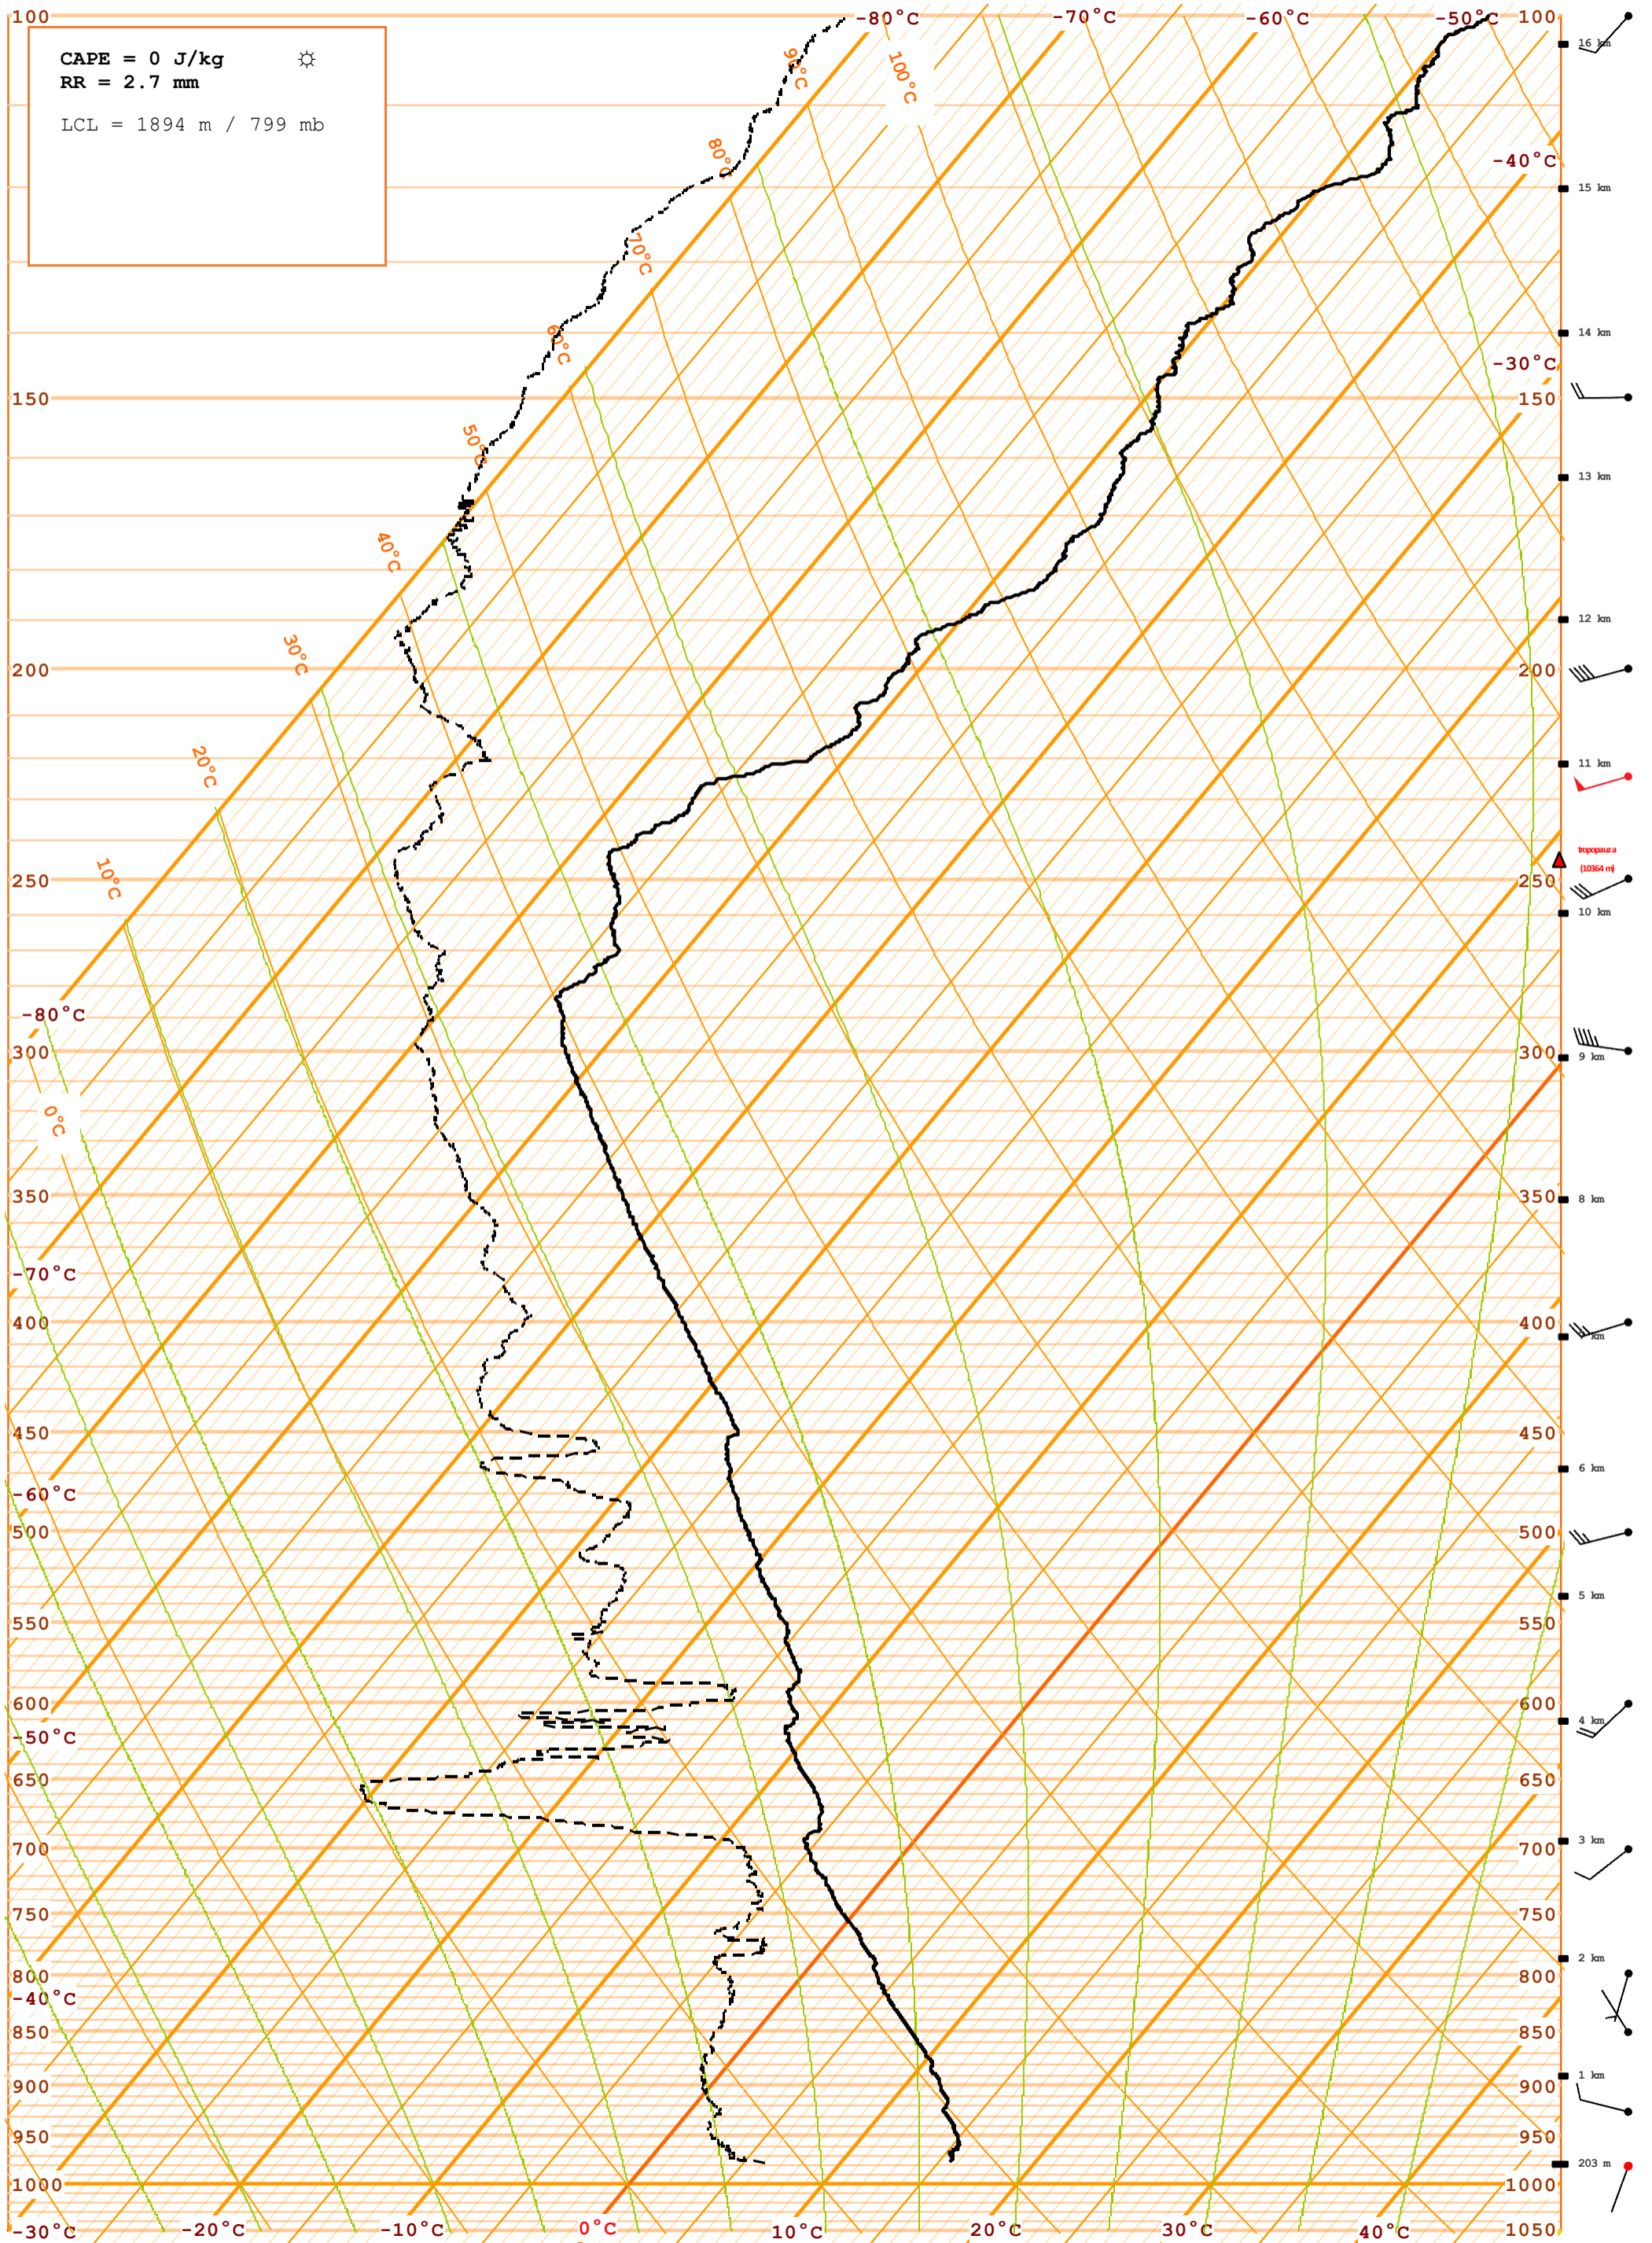 100 -80°C -70°C -60°C -50°C 100
CAPE = 0 J/kg ☼
RR = 2.7 mm
LCL = 1894 m / 799 mb
90°C 100°C
16 km
80°C
-40°C
15 km
70°C
60°C
14 km
-30°C
150 150
50°C
13 km
40°C
12 km
30°C
200 200
20°C
11 km
tropopauza
(10364 m)
10°C
250 250
10 km
-80°C
300 300
9 km
0°C
350 350
8 km
-70°C
400 400
km
450 450
6 km
-60°C
500 500
5 km
550 550
600 600
4 km
-50°C
650 650
3 km
700 700
750 750
2 km
800 800
-40°C
850 850
1 km
900 900
950 950
203 m
1000 1000
-30°C -20°C -10°C 0°C 10°C 20°C 30°C 40°C 1050